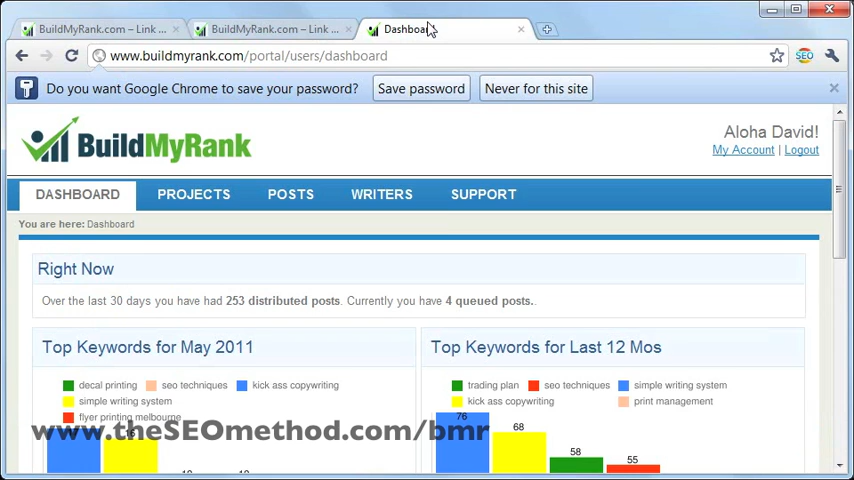 BuildMyRank.com – Link ...
BuildMyRank.com – Link ...
Dashboard
www.buildmyrank.com/portal/users/dashboard
SEO
Do you want Google Chrome to save your password?
Save password
Never for this site
BuildMyRank
Aloha David!
My Account | Logout
DASHBOARD
PROJECTS
POSTS
WRITERS
SUPPORT
You are here: Dashboard
Right Now
Over the last 30 days you have had 253 distributed posts. Currently you have 4 queued posts..
Top Keywords for May 2011
decal printing
seo techniques
kick ass copywriting
simple writing system
flyer printing melbourne
Top Keywords for Last 12 Mos
trading plan
seo techniques
simple writing system
kick ass copywriting
print management
76
68
58
55
www.theSEOmethod.com/bmr